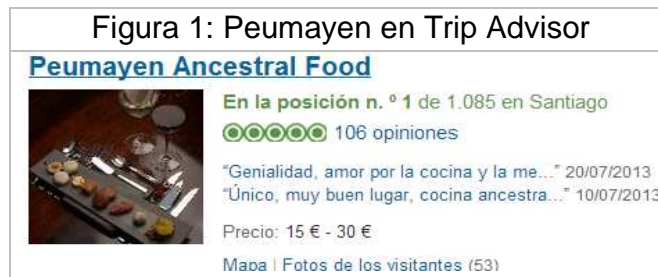 Figura 1: Peumayen en Trip Advisor
Peumayen Ancestral Food
En la posición n. º 1 de 1.085 en Santiago
106 opiniones
“Genialidad, amor por la cocina y la me...” 20/07/2013
“Único, muy buen lugar, cocina ancestra...” 10/07/2013
Precio: 15 € - 30 €
Mapa | Fotos de los visitantes (53)